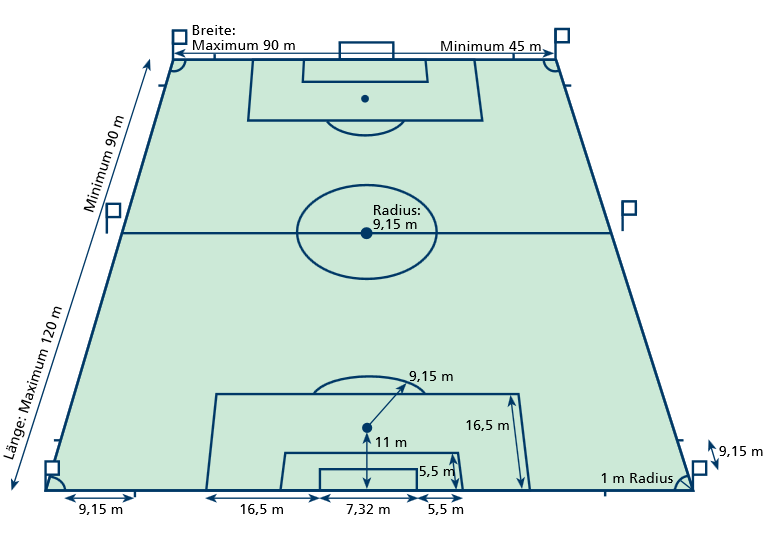 Breite:
Maximum 90 m
Minimum 45 m
Minimum 90 m
Radius:
9,15 m
Länge: Maximum 120 m
9,15 m
16,5 m
11 m
5,5 m
9,15 m
1 m Radius
9,15 m
16,5 m
7,32 m
5,5 m